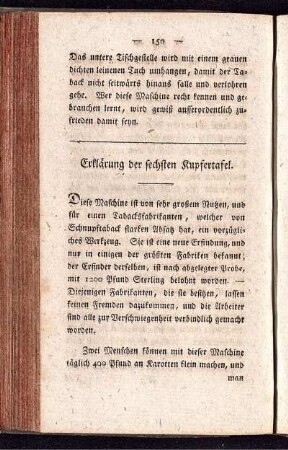 — 150 —
Das untere Tischgestelle wird mit einem grauen
dichten leinenen Tuch umhangen, damit der Ta-
back nicht seitwärts hinaus falle und verlohren
geht. Wer diese Maschine recht kennen und ge-
brauchen lernt, wird gewiß ausserordentlich zu-
frieden damit seyn.
Erklärung der sechsten Kupfertafel.
Diese Maschine ist von sehr großem Nutzen, und
für einen Tabacksfabrikanten, welcher von
Schnupftaback starken Absatz hat, ein vorzügli-
ches Werkzeug. Sie ist eine neue Erfindung, und
nur in einigen der größten Fabriken bekannt;
der Erfinder derselben, ist nach abgelegter Probe,
mit 1200 Pfund Sterling belohnt worden. —
Diejenigen Fabrikanten, die sie besitzen, lassen
keinen Fremden dazukommen, und die Arbeiter
sind alle zur Verschwiegenheit verbindlich gemacht
worden.
Zwei Menschen können mit dieser Maschine
täglich 400 Pfund an Karotten klein machen, und
man